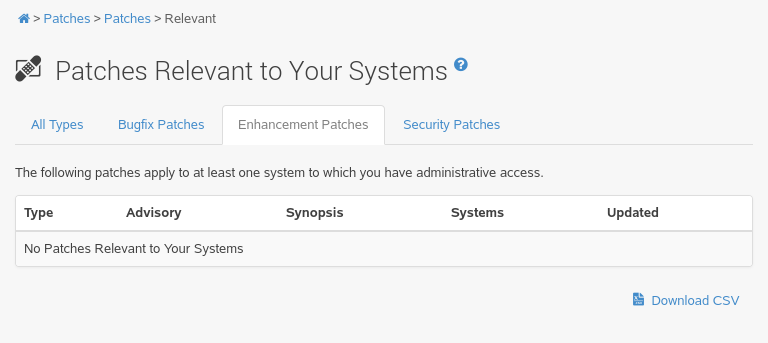 > Patches > Patches > Relevant
Patches Relevant to Your Systems ?
All Types Bugfix Patches Enhancement Patches Security Patches
The following patches apply to at least one system to which you have administrative access.
Type Advisory Synopsis Systems Updated
No Patches Relevant to Your Systems
Download CSV